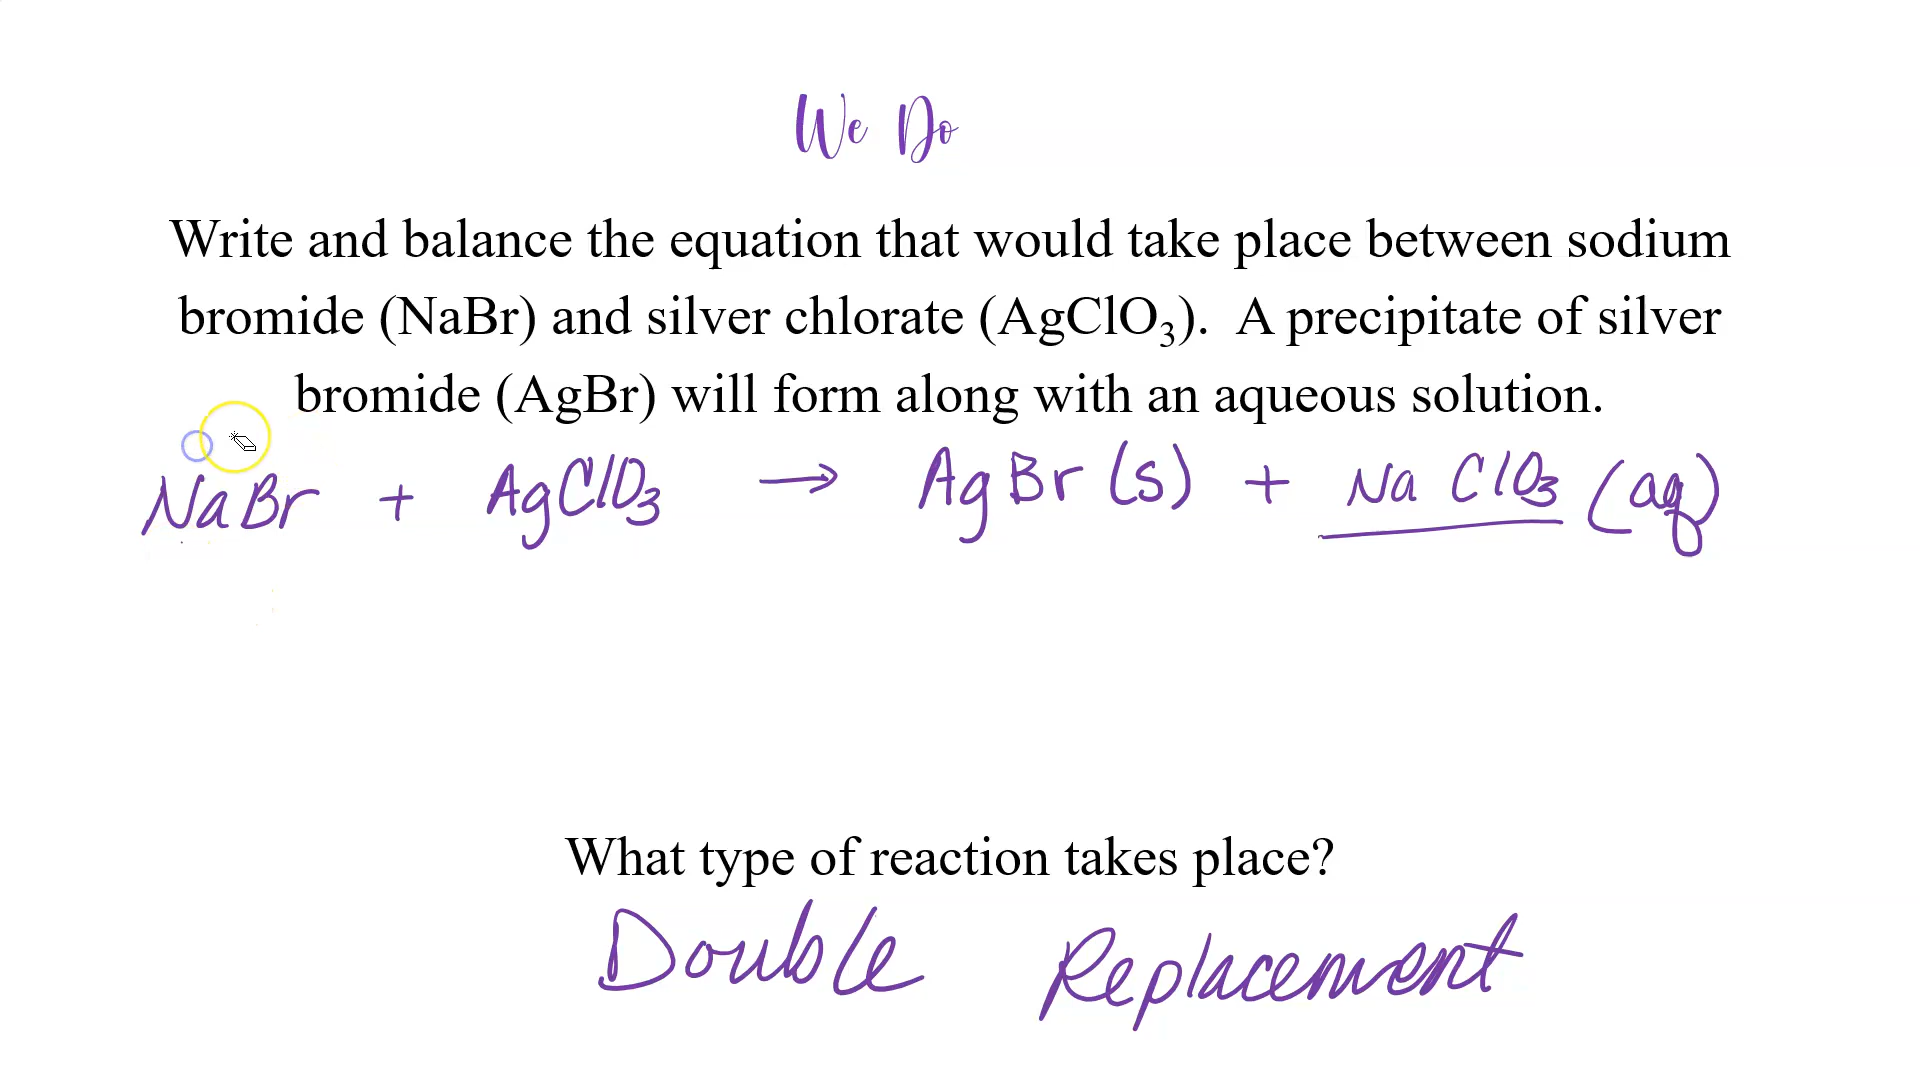 We Do
Write and balance the equation that would take place between sodium
bromide (NaBr) and silver chlorate (AgClO₃).  A precipitate of silver
bromide (AgBr) will form along with an aqueous solution.
NaBr + AgClO₃ → AgBr (s) + Na ClO₃ (aq)
What type of reaction takes place?
Double Replacement